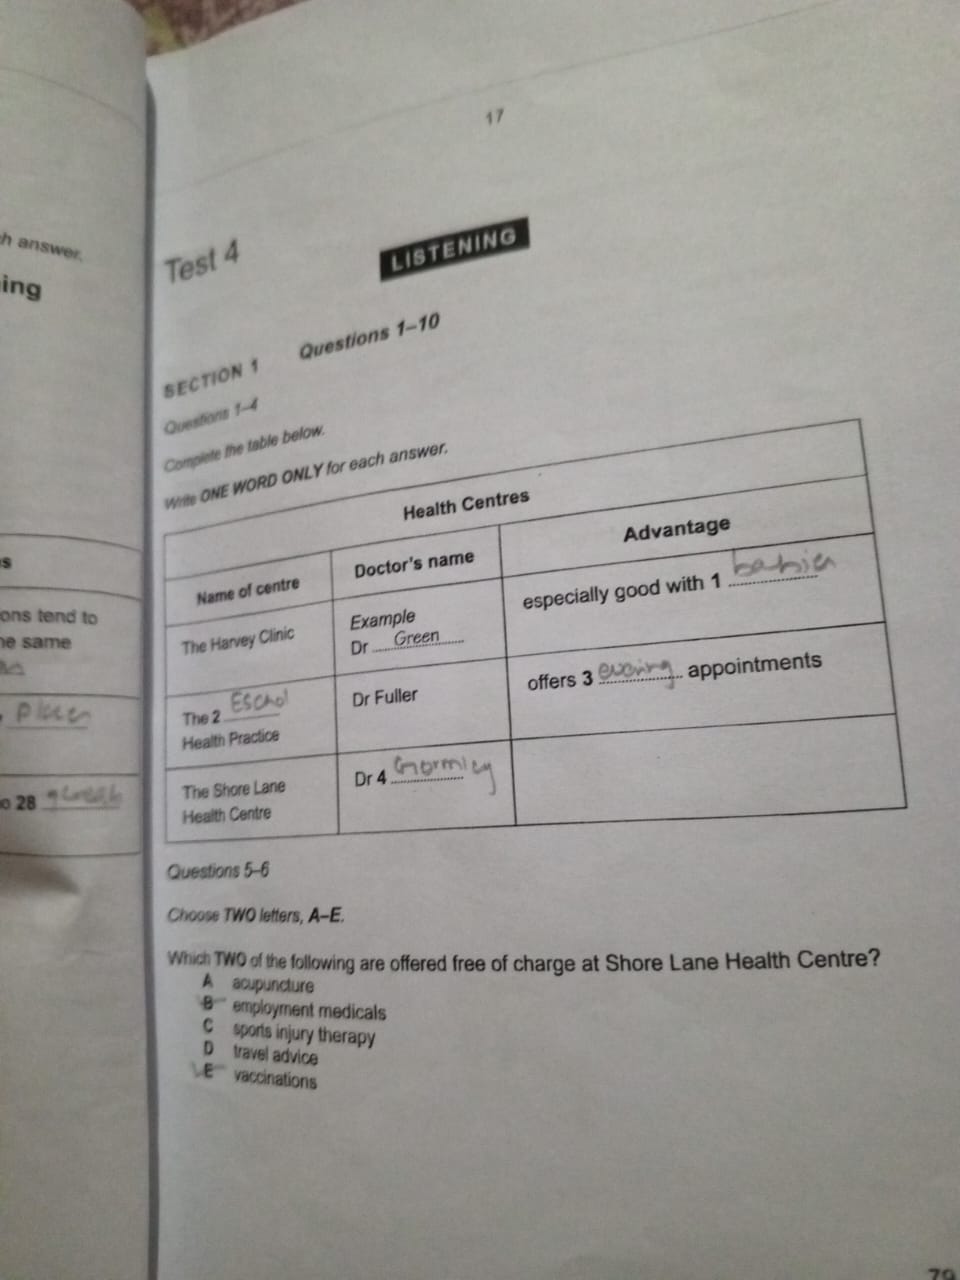 17
h answer.
ing
Test 4
LISTENING
SECTION 1 Questions 1–10
Questions 1–4
Complete the table below.
Write ONE WORD ONLY for each answer.
Health Centres
Name of centre
Doctor's name
Advantage
The Harvey Clinic
Example
Dr Green
especially good with 1 babies
The 2 Eschol
Health Practice
Dr Fuller
offers 3 evening appointments
The Shore Lane
Health Centre
Dr 4 Gormley
s
ons tend to
ne same
o 28
Questions 5–6
Choose TWO letters, A–E.
Which TWO of the following are offered free of charge at Shore Lane Health Centre?
A acupuncture
B employment medicals
C sports injury therapy
D travel advice
E vaccinations
79